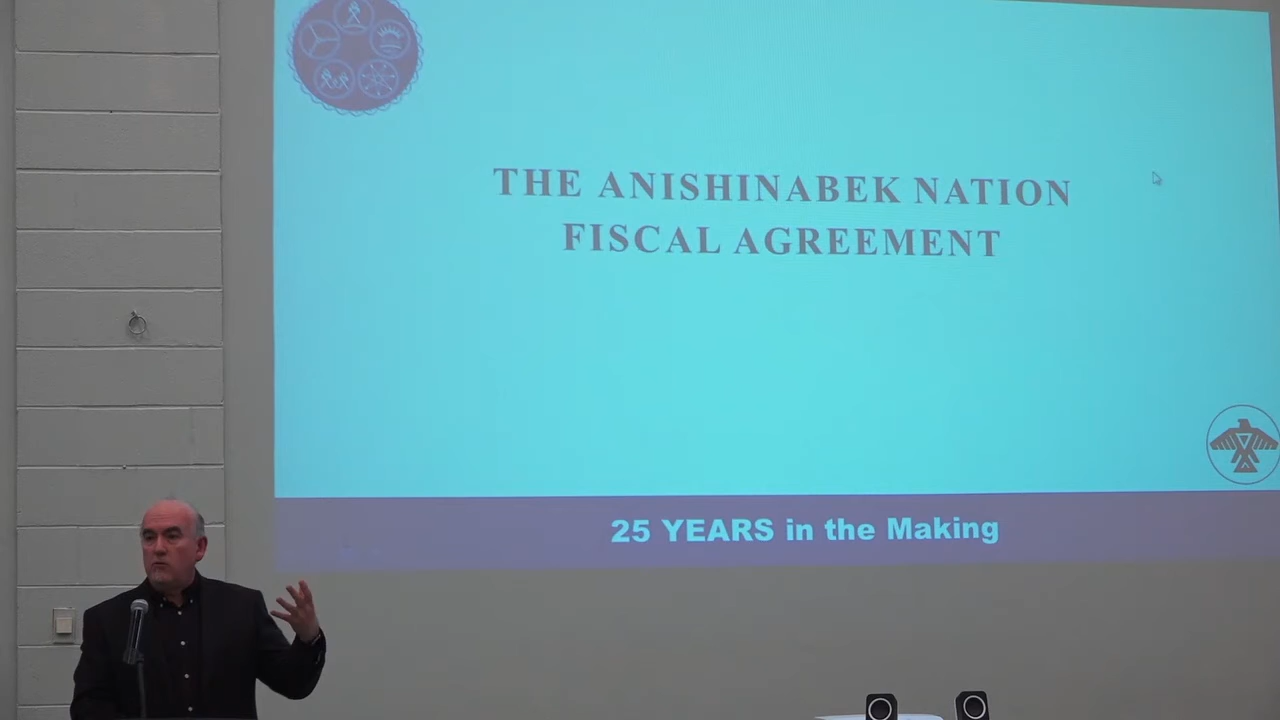 THE ANISHINABEK NATION
FISCAL AGREEMENT
25 YEARS in the Making